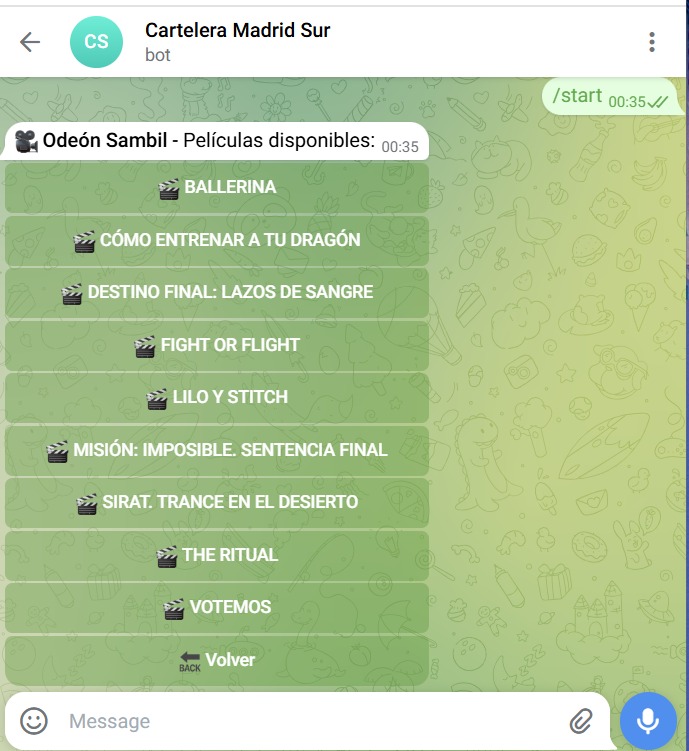 CS
Cartelera Madrid Sur
bot
/start 00:35
Odeón Sambil - Películas disponibles: 00:35
BALLERINA
CÓMO ENTRENAR A TU DRAGÓN
DESTINO FINAL: LAZOS DE SANGRE
FIGHT OR FLIGHT
LILO Y STITCH
MISIÓN: IMPOSIBLE. SENTENCIA FINAL
SIRAT. TRANCE EN EL DESIERTO
THE RITUAL
VOTEMOS
BACK Volver
Message